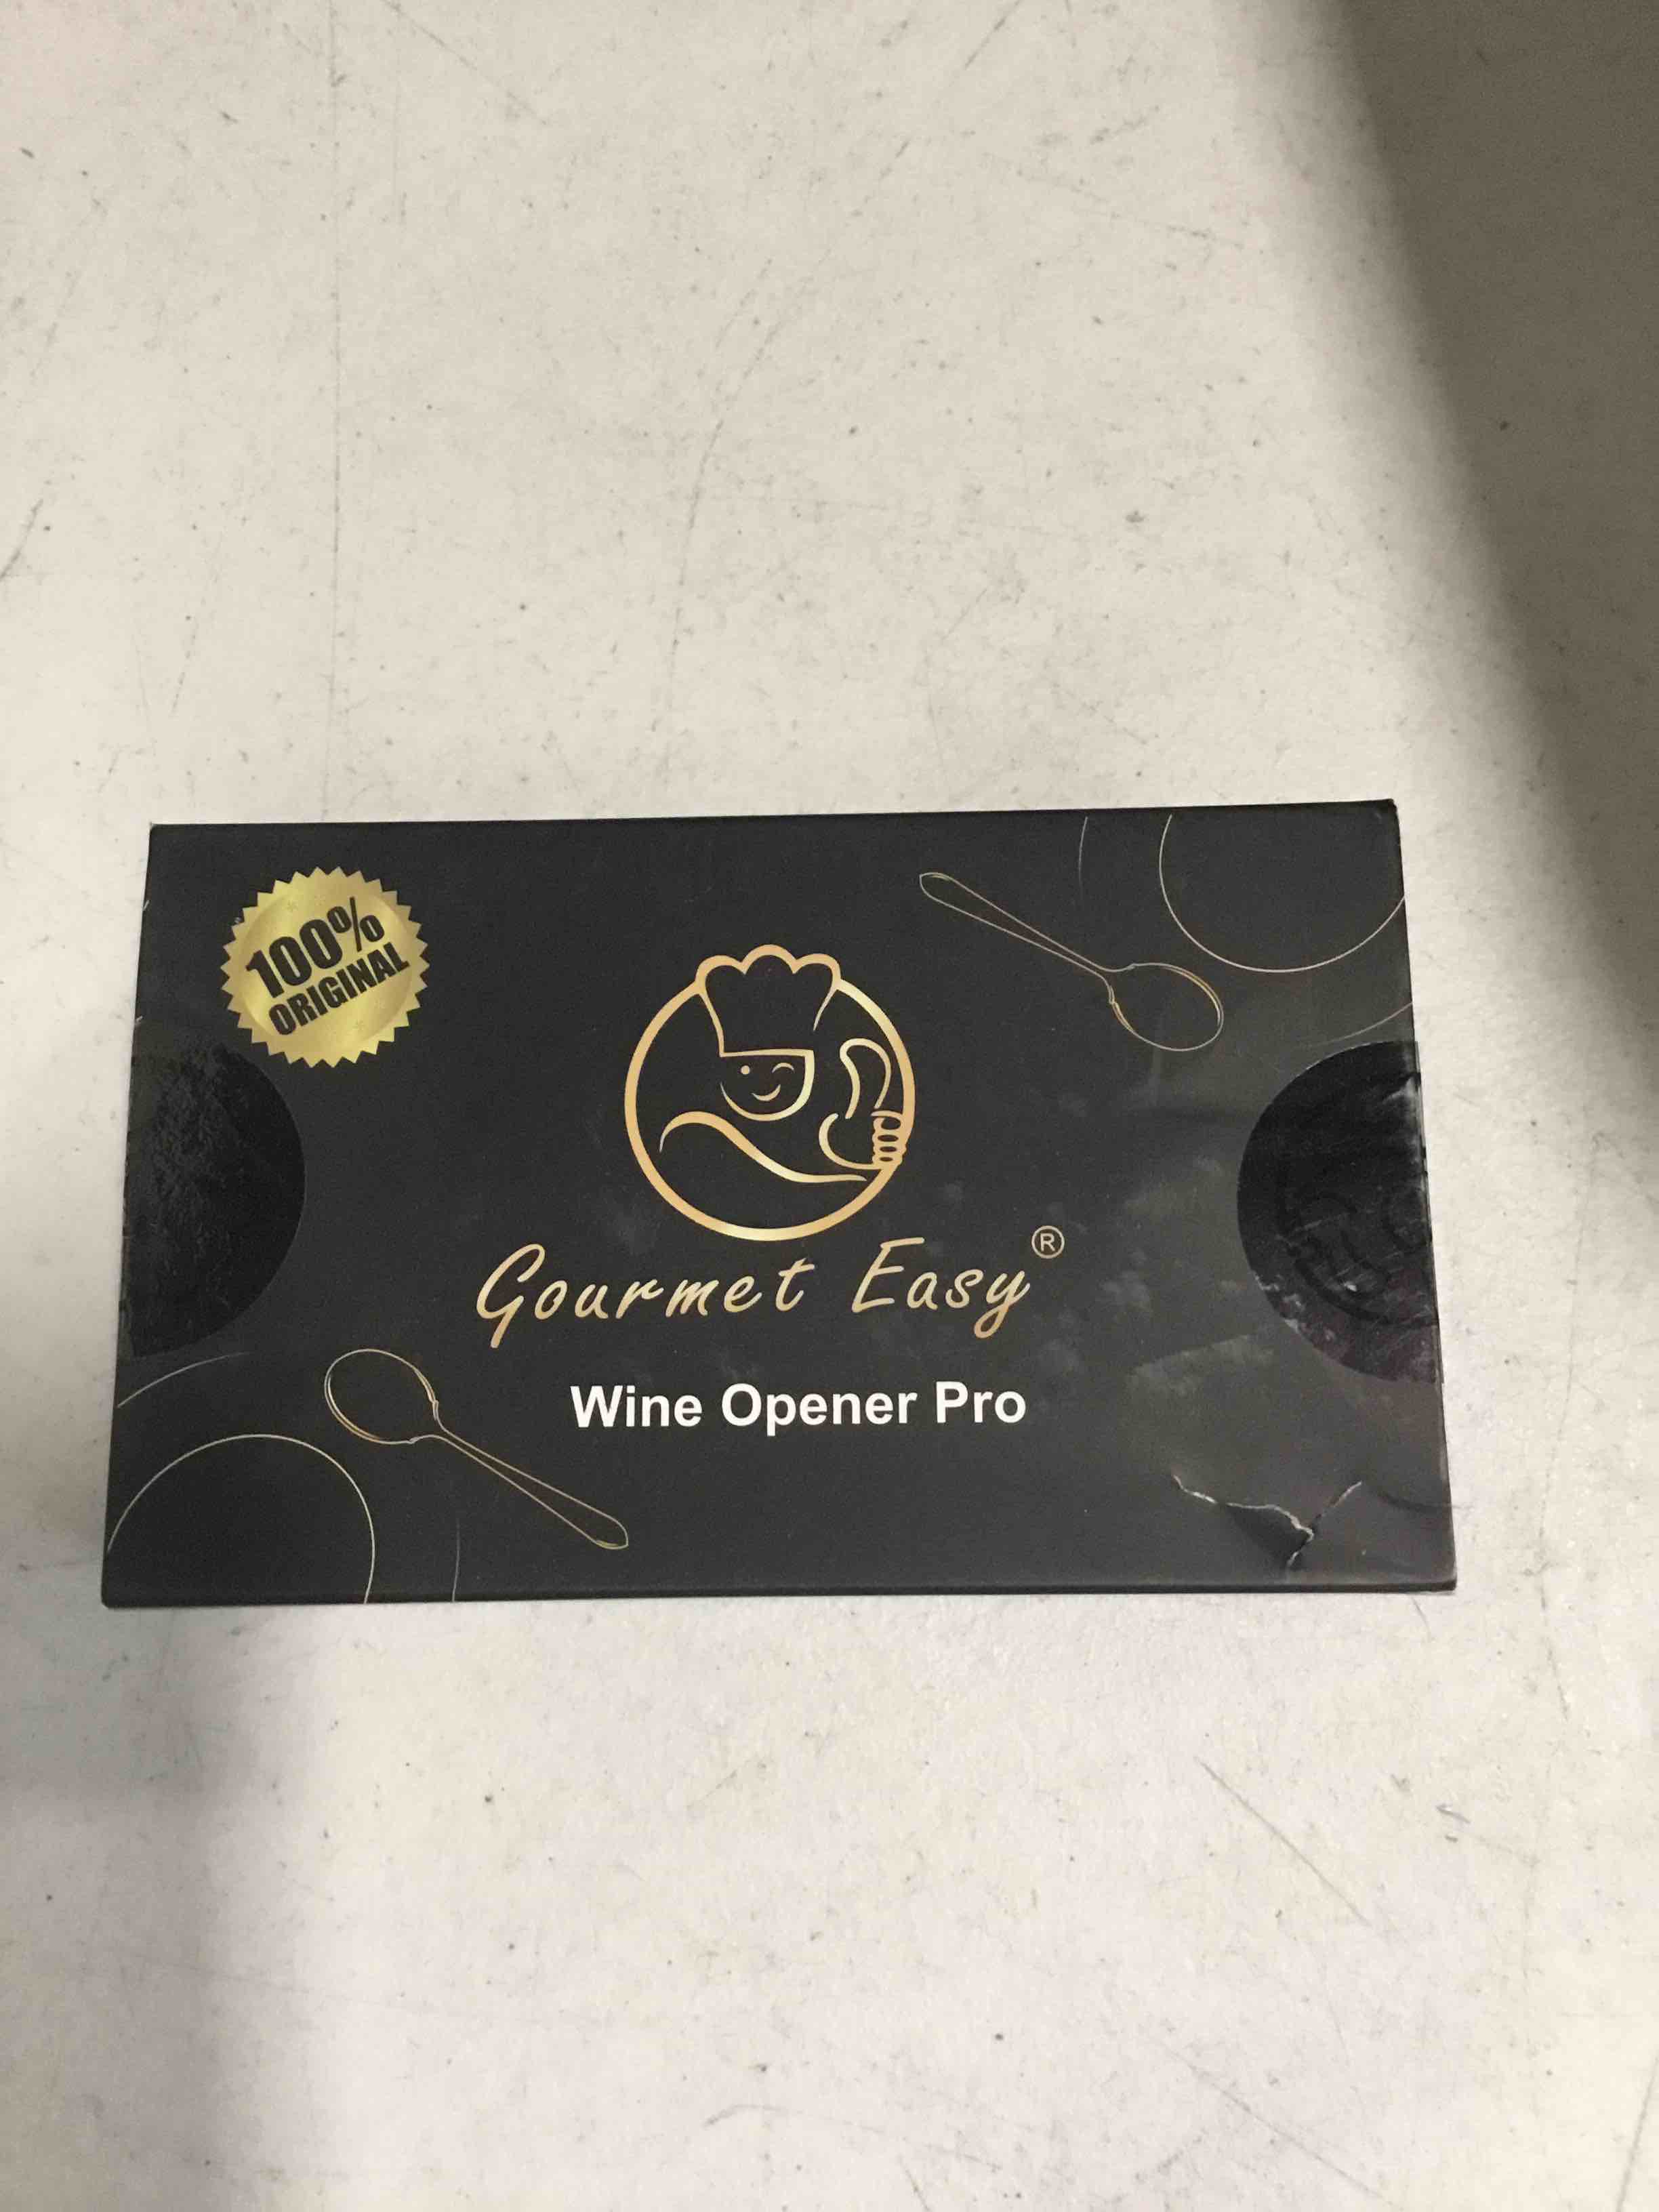 100%
ORIGINAL
Gourmet Easy®
Wine Opener Pro